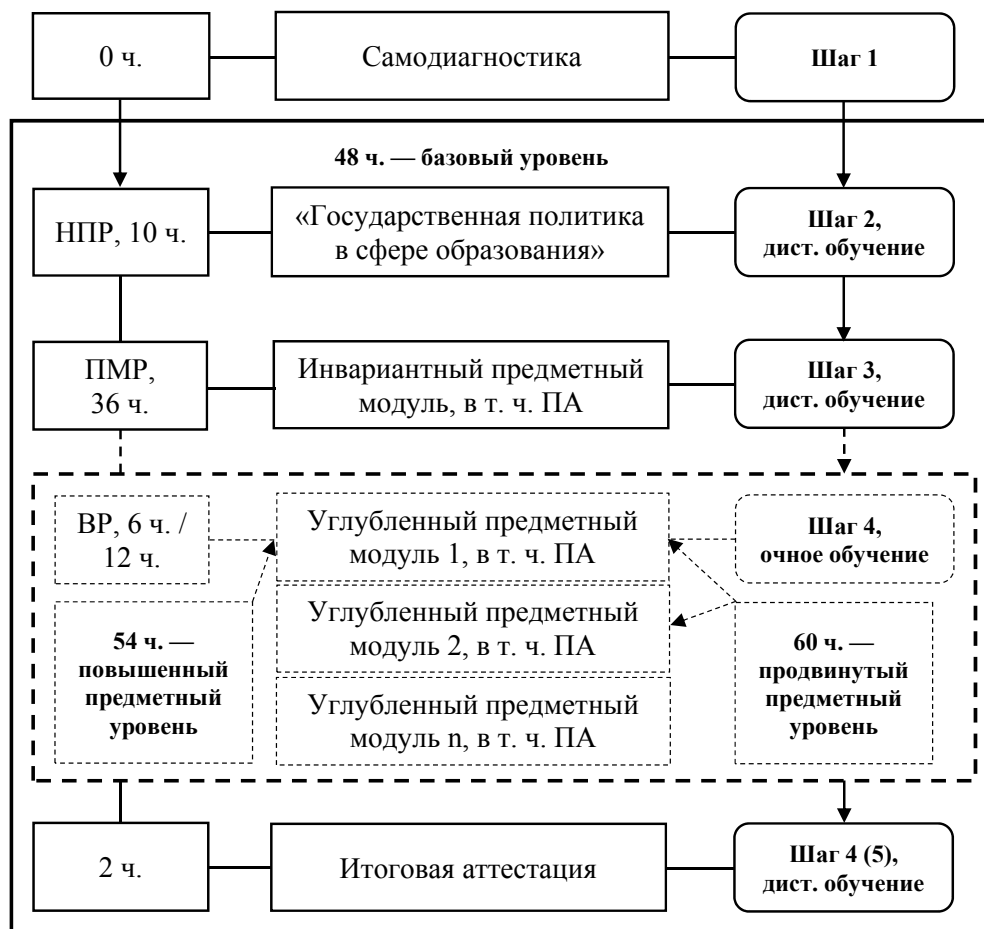 0 ч.
Самодиагностика
Шаг 1
48 ч. — базовый уровень
НПР, 10 ч.
«Государственная политика
в сфере образования»
Шаг 2,
дист. обучение
ПМР,
36 ч.
Инвариантный предметный
модуль, в т. ч. ПА
Шаг 3,
дист. обучение
ВР, 6 ч. /
12 ч.
Углубленный предметный
модуль 1, в т. ч. ПА
Шаг 4,
очное обучение
54 ч. —
повышенный
предметный
уровень
Углубленный предметный
модуль 2, в т. ч. ПА
Углубленный предметный
модуль n, в т. ч. ПА
60 ч. —
продвинутый
предметный
уровень
2 ч.
Итоговая аттестация
Шаг 4 (5),
дист. обучение